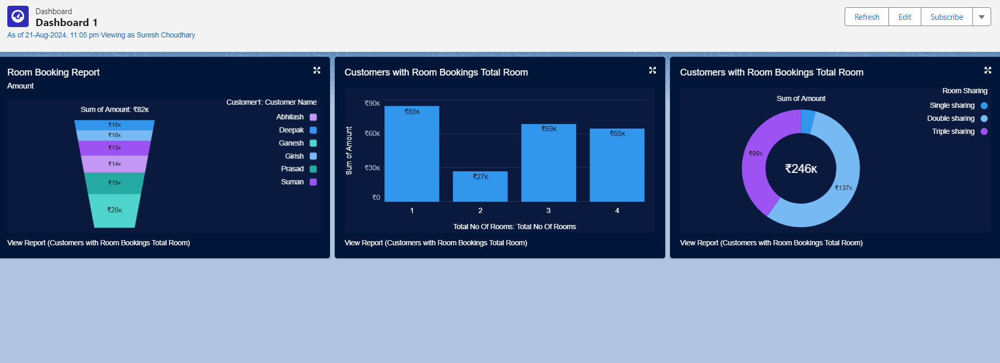 Dashboard
Dashboard 1
As of 21-Aug-2024, 11:05 pm·Viewing as Suresh Choudhary
Refresh
Edit
Subscribe
Room Booking Report
Amount
Sum of Amount: ₹82K
₹10K
₹10K
₹13K
₹14K
₹15K
₹20K
Customer1: Customer Name
Abhilash
Deepak
Ganesh
Girish
Prasad
Suman
View Report (Customers with Room Bookings Total Room)
Customers with Room Bookings Total Room
Sum of Amount
₹90K
₹60K
₹30K
₹0
₹85K
₹27K
₹69K
₹65K
1
2
3
4
Total No Of Rooms: Total No Of Rooms
View Report (Customers with Room Bookings Total Room)
Customers with Room Bookings Total Room
Sum of Amount
₹99K
₹246K
₹137K
Room Sharing
Single sharing
Double sharing
Triple sharing
View Report (Customers with Room Bookings Total Room)